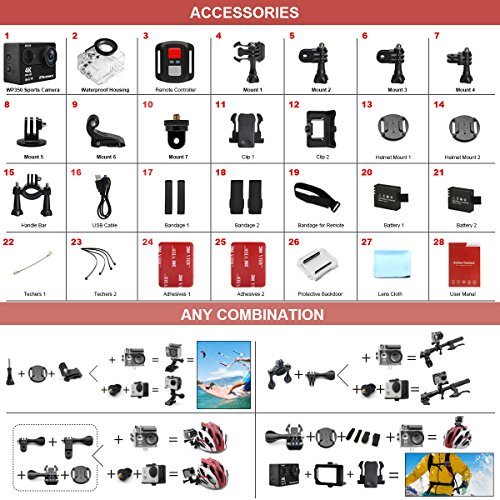 ACCESSORIES
1 2 3 4 5 6 7
WP350 Sports Camera Waterproof Housing Remote Controller Mount 1 Mount 2 Mount 3 Mount 4
8 9 10 11 12 13 14
Mount 5 Mount 6 Mount 7 Clip 1 Clip 2 Helmet Mount 1 Helmet Mount 2
15 16 17 18 19 20 21
Handle Bar USB Cable Bandage 1 Bandage 2 Bandage for Remote Battery 1 Battery 2
22 23 24 25 26 27 28
Techers 1 Techers 2 Adhesives 1 Adhesives 2 Protective Backdoor Lens Cloth User Manul
ANY COMBINATION